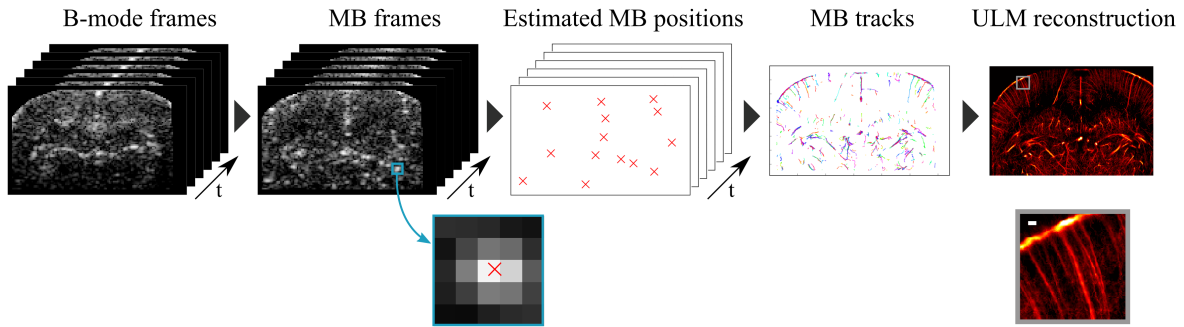 B-mode frames
MB frames
Estimated MB positions
MB tracks
ULM reconstruction
t
t
t